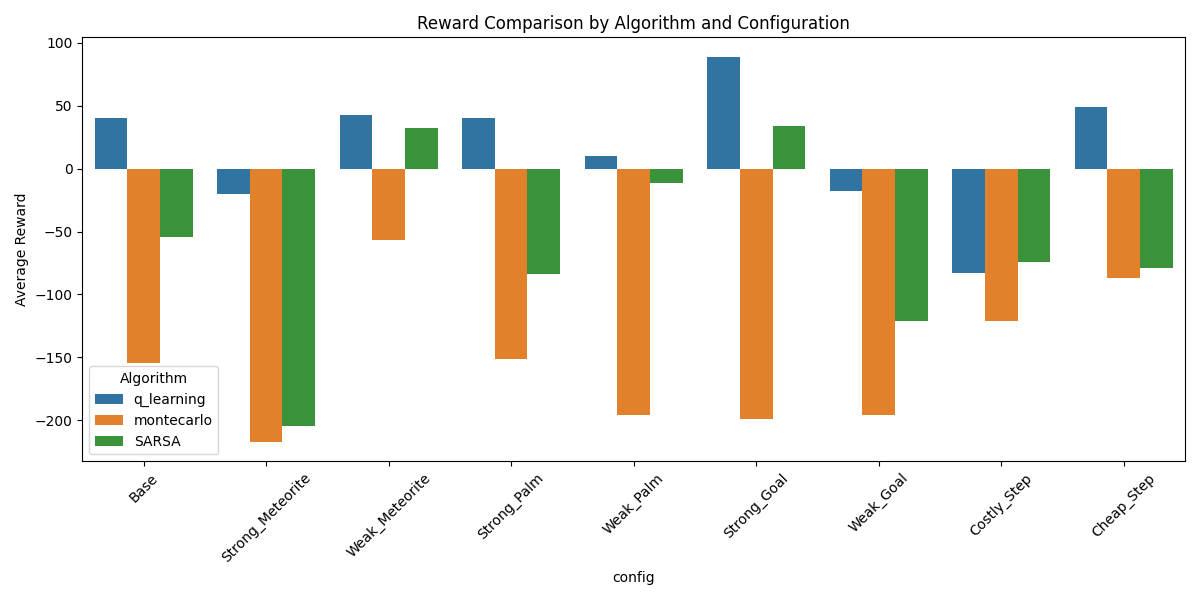 Reward Comparison by Algorithm and Configuration
100
50
0
−50
−100
−150
−200
Average Reward
Algorithm
q_learning
montecarlo
SARSA
Base
Strong_Meteorite
Weak_Meteorite
Strong_Palm
Weak_Palm
Strong_Goal
Weak_Goal
Costly_Step
Cheap_Step
config